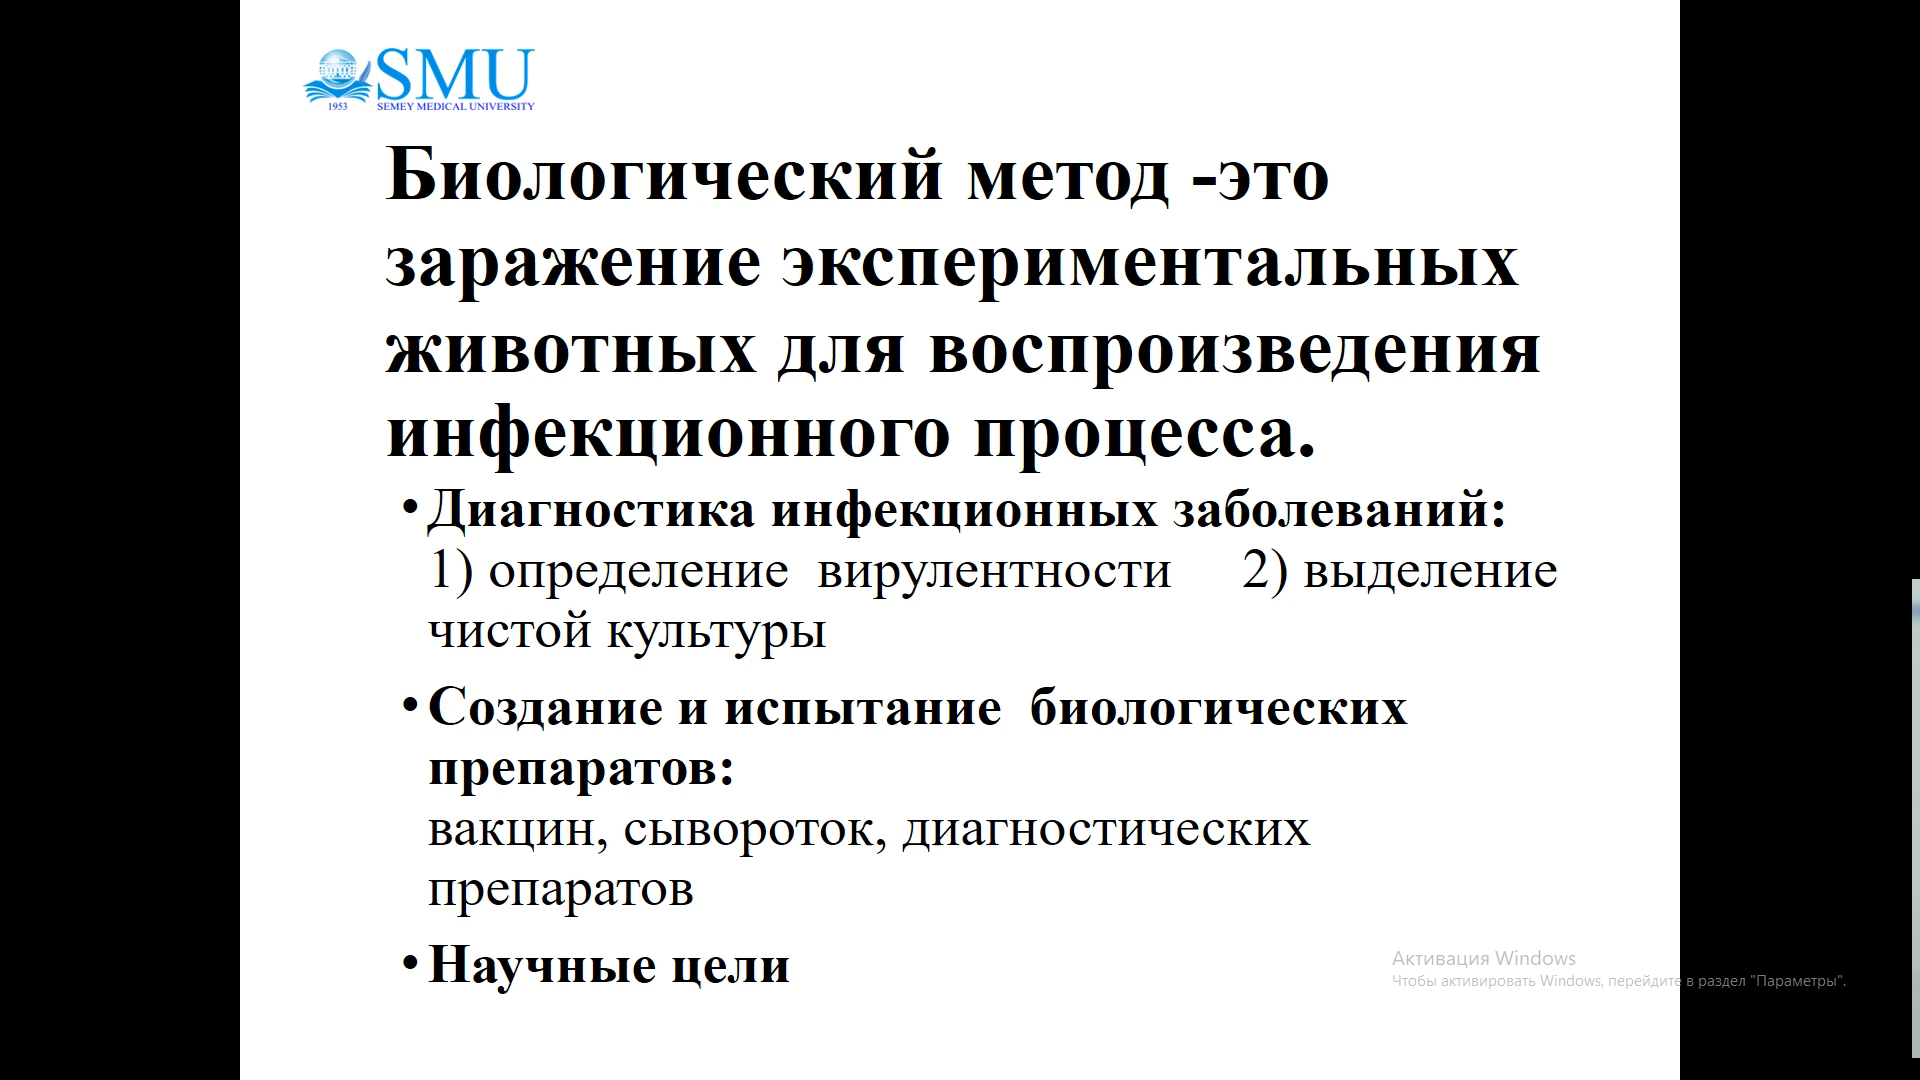 SMU
1953 SEMEY MEDICAL UNIVERSITY
Биологический метод -это
заражение экспериментальных
животных для воспроизведения
инфекционного процесса.
• Диагностика инфекционных заболеваний:
1) определение вирулентности 2) выделение
чистой культуры
• Создание и испытание биологических
препаратов:
вакцин, сывороток, диагностических
препаратов
• Научные цели
Активация Windows
Чтобы активировать Windows, перейдите в раздел "Параметры".